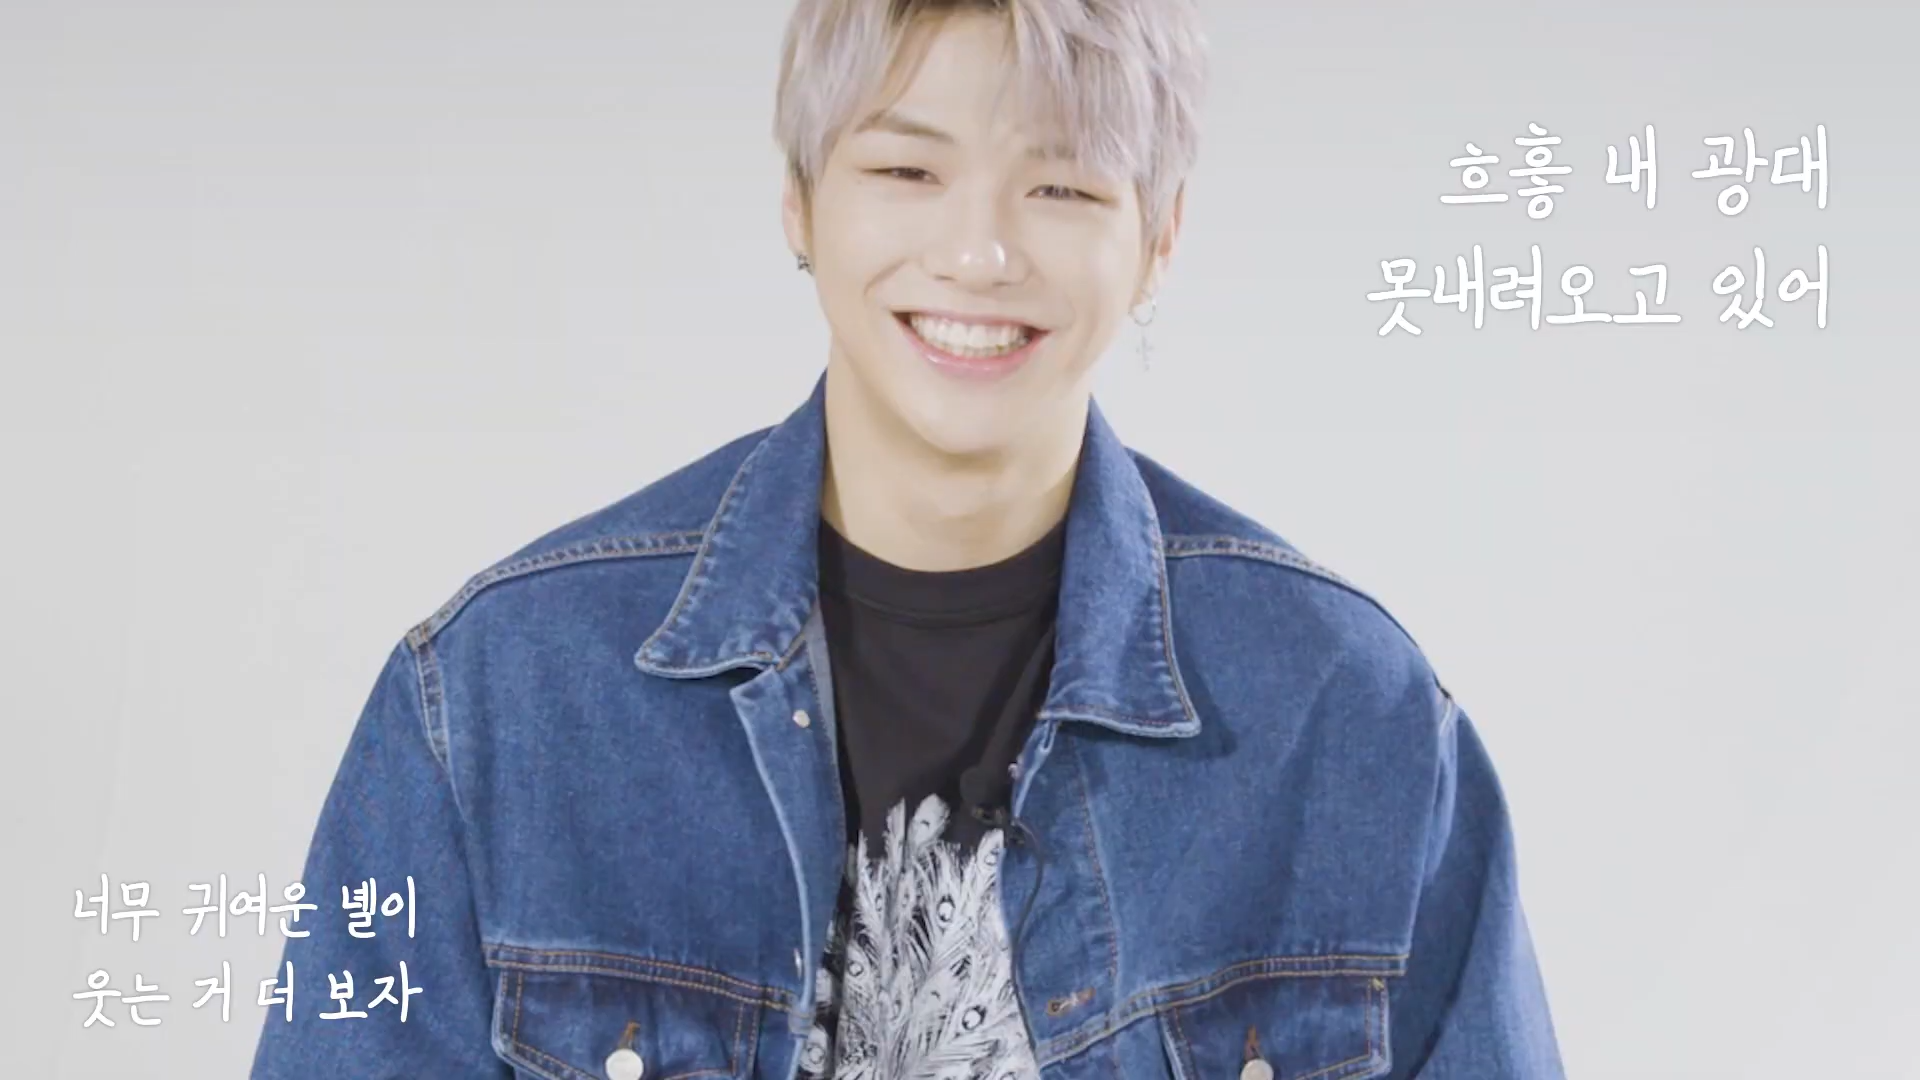 흐흫 내 광대
못내려오고 있어
너무 귀여운 녤이
웃는 거 더 보자